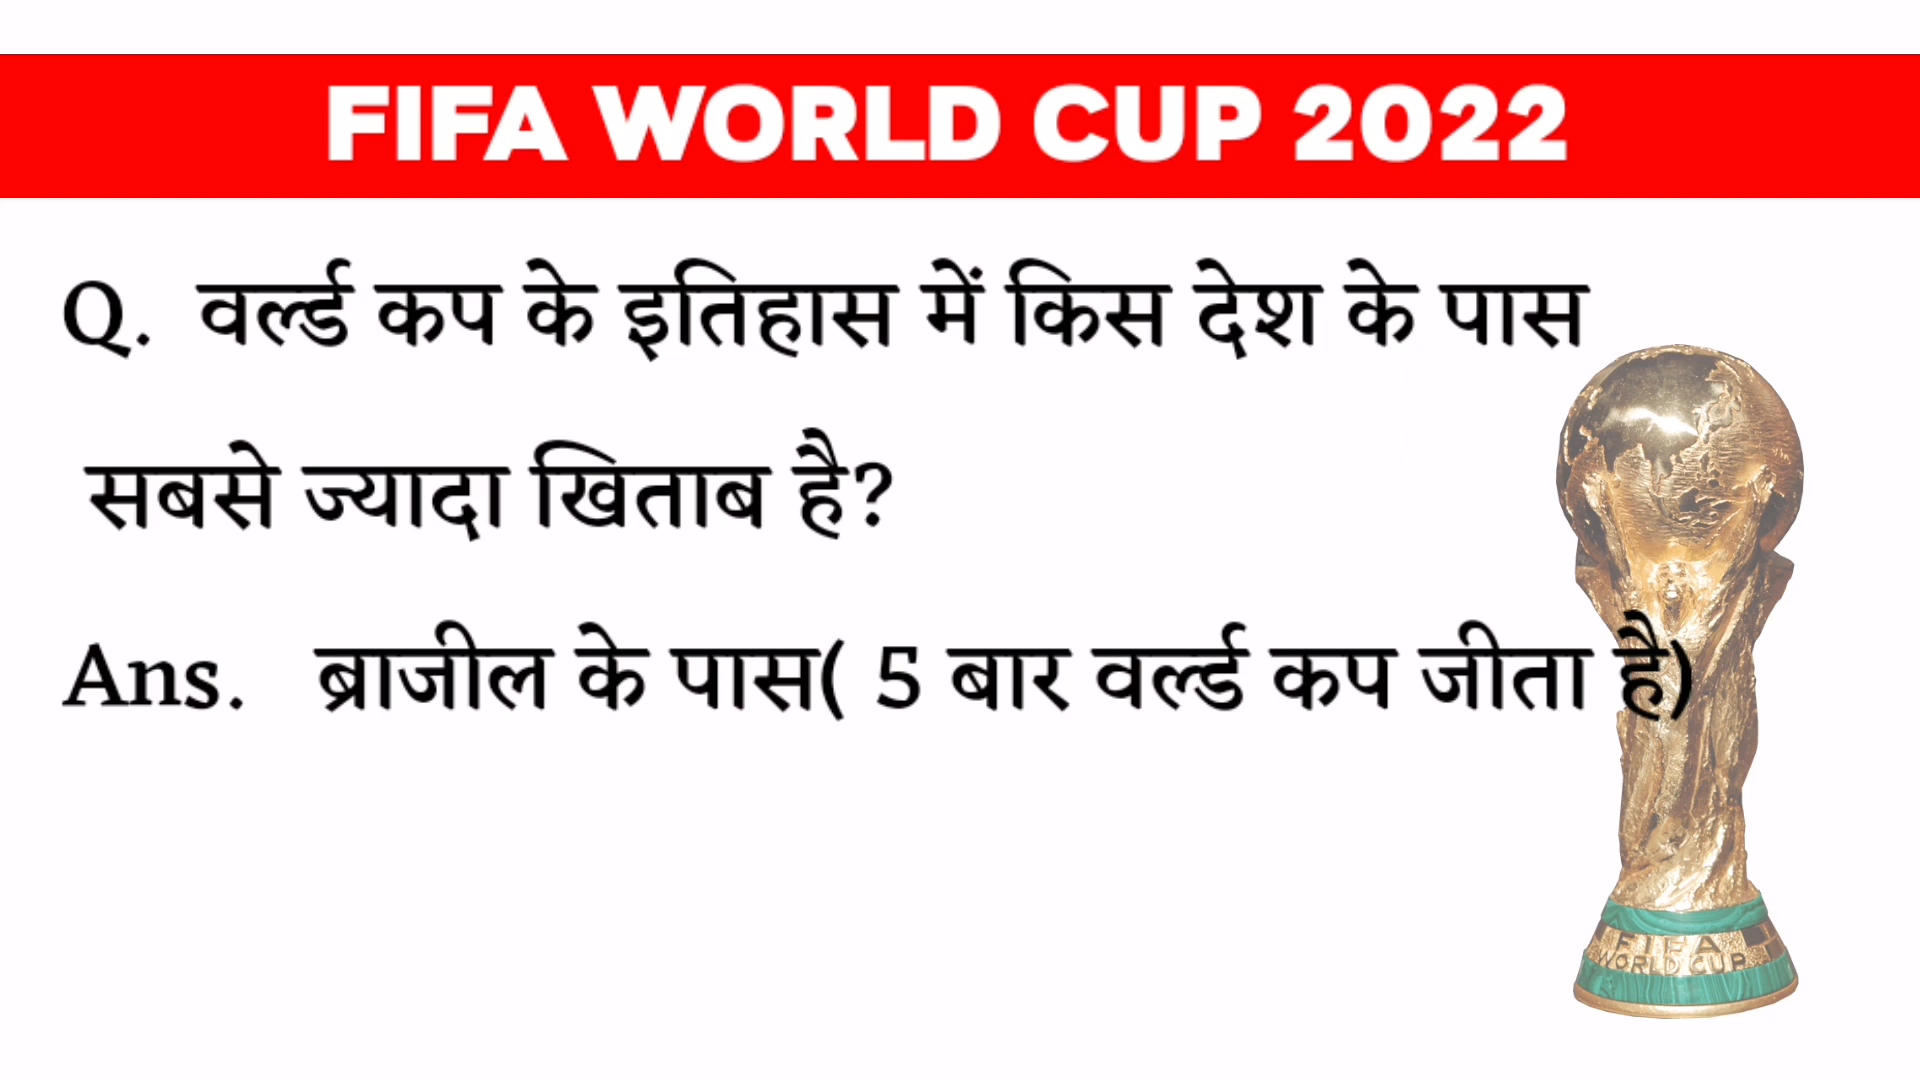 FIFA WORLD CUP 2022
Q. वर्ल्ड कप के इतिहास में किस देश के पास
सबसे ज्यादा खिताब है?
Ans. ब्राजील के पास( 5 बार वर्ल्ड कप जीता है)
FIFA
WORLD CUP